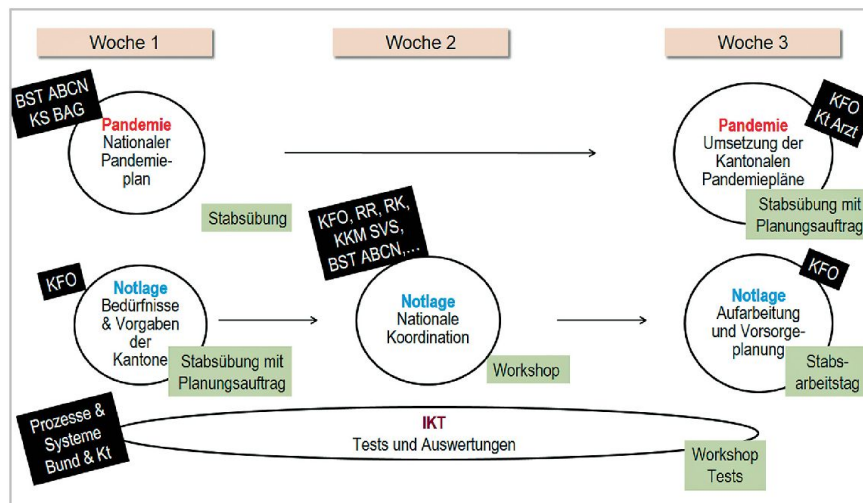 Woche 1
Woche 2
Woche 3
BST ABCN
KS BAG
Pandemie
Nationaler
Pandemie-
plan
Stabsübung
KFO
Kt Arzt
Pandemie
Umsetzung der
Kantonalen
Pandemiepläne
Stabsübung mit
Planungsauftrag
KFO
Notlage
Bedürfnisse
& Vorgaben
der
Kantone
Stabsübung mit
Planungsauftrag
KFO, RR, RK,
KKM SVS,
BST ABCN,...
Notlage
Nationale
Koordination
Workshop
KFO
Notlage
Aufarbeitung
und Vorsorge-
planung
Stabs-
arbeitstag
Prozesse &
Systeme
Bund & Kt
IKT
Tests und Auswertungen
Workshop
Tests